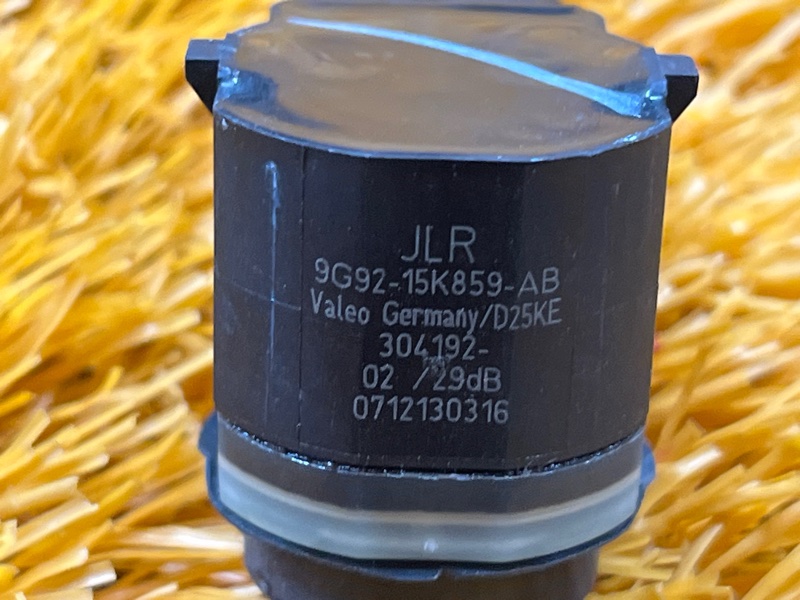 JLR
9G92-15K859-AB
Valeo Germany/D25KE
304192-
02 /29dB
0712130316